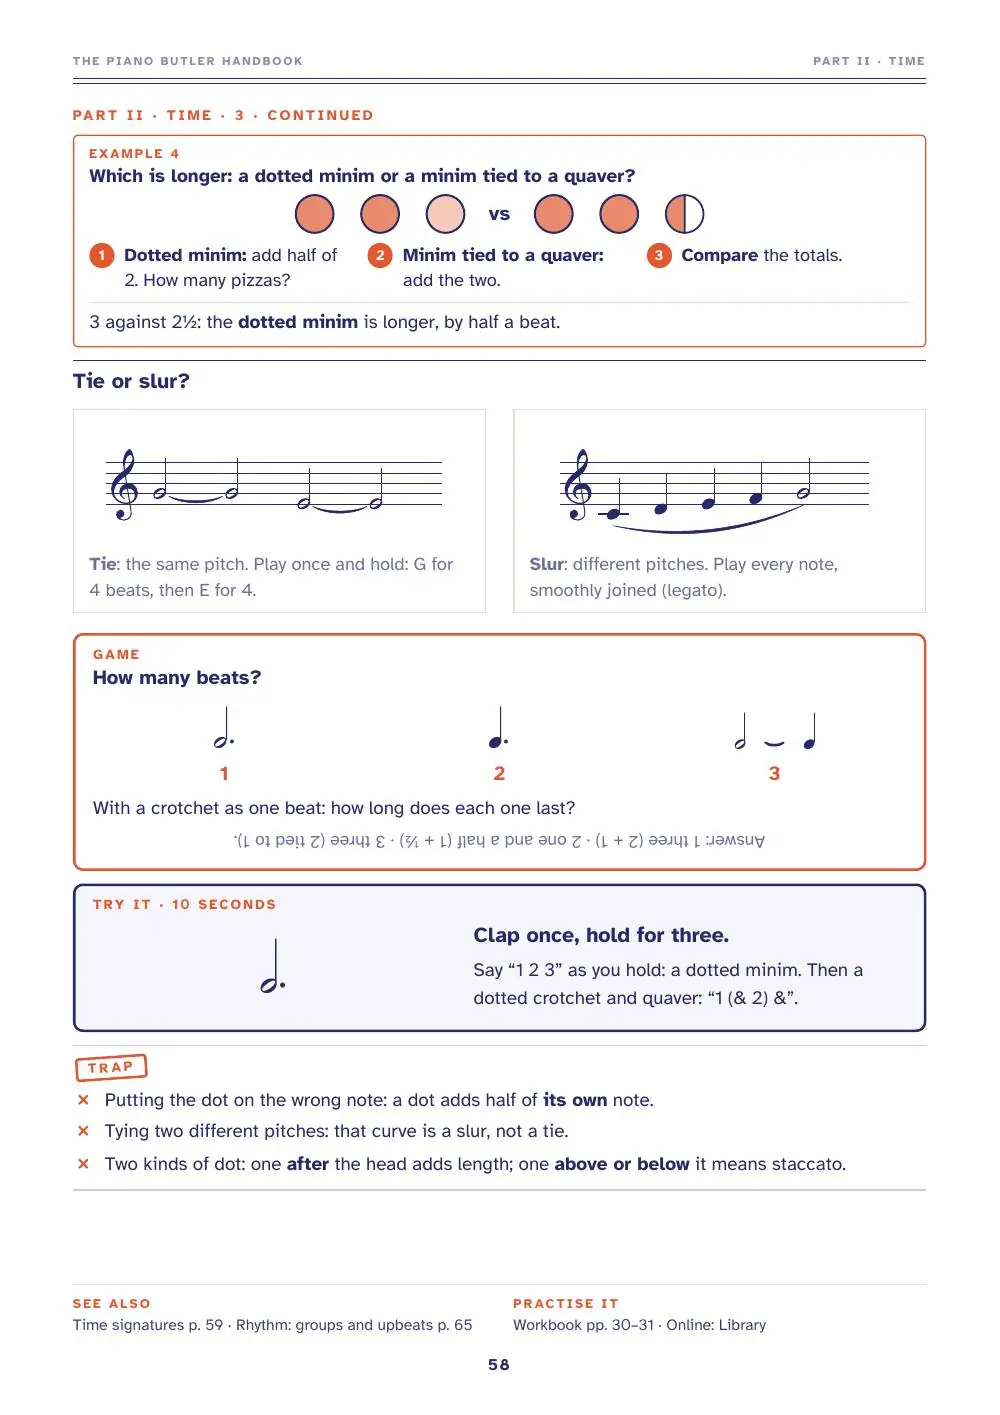 THE PIANO BUTLER HANDBOOK
PART II · TIME
PART II · TIME · 3 · CONTINUED
EXAMPLE 4
Which is longer: a dotted minim or a minim tied to a quaver?
vs
1 Dotted minim: add half of
2. How many pizzas?
2 Minim tied to a quaver:
add the two.
3 Compare the totals.
3 against 2½: the dotted minim is longer, by half a beat.
Tie or slur?
Tie: the same pitch. Play once and hold: G for
4 beats, then E for 4.
Slur: different pitches. Play every note,
smoothly joined (legato).
GAME
How many beats?
1
2
3
With a crotchet as one beat: how long does each one last?
Answer: 1 three (2 + 1) · 2 one and a half (1 + ½) · 3 three (2 tied to 1).
TRY IT · 10 SECONDS
Clap once, hold for three.
Say “1 2 3” as you hold: a dotted minim. Then a
dotted crotchet and quaver: “1 (& 2) &”.
TRAP
× Putting the dot on the wrong note: a dot adds half of its own note.
× Tying two different pitches: that curve is a slur, not a tie.
× Two kinds of dot: one after the head adds length; one above or below it means staccato.
SEE ALSO
Time signatures p. 59 · Rhythm: groups and upbeats p. 65
PRACTISE IT
Workbook pp. 30–31 · Online: Library
58